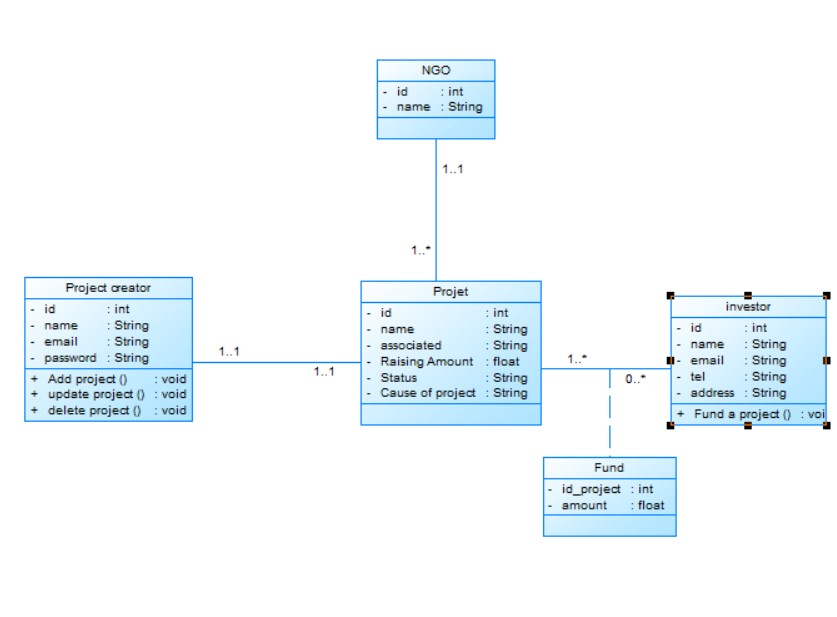 NGO
- id : int
- name : String
1..1
1..*
Project creator
- id : int
- name : String
- email : String
- password : String
+ Add project () : void
+ update project () : void
+ delete project () : void
1..1
1..1
Projet
- id : int
- name : String
- associated : String
- Raising Amount : float
- Status : String
- Cause of project : String
1..*
0..*
investor
- id : int
- name : String
- email : String
- tel : String
- address : String
+ Fund a project () : voi
Fund
- id_project : int
- amount : float